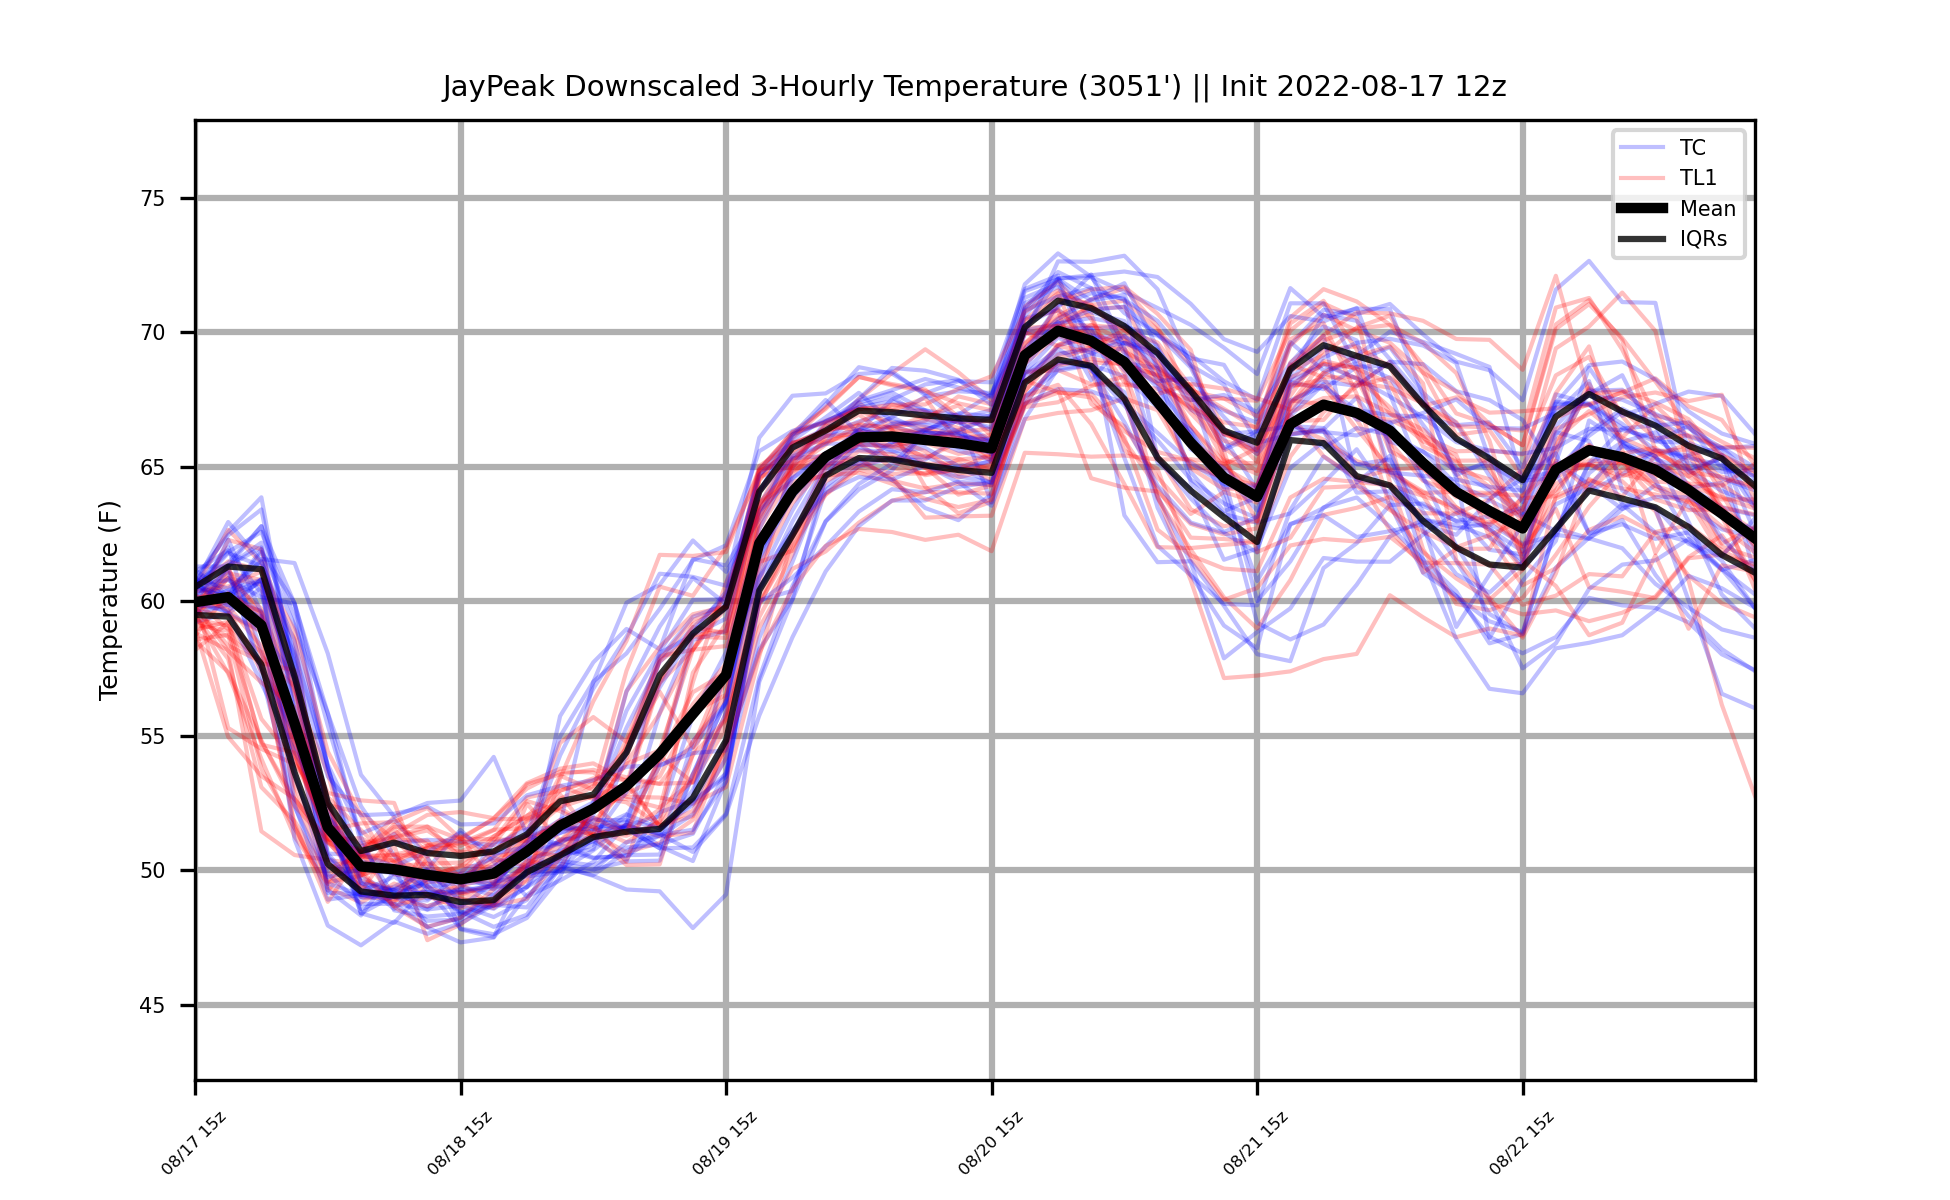 JayPeak Downscaled 3-Hourly Temperature (3051') || Init 2022-08-17 12z
TC
TL1
Mean
IQRs
Temperature (F)
75
70
65
60
55
50
45
08/17 15z
08/18 15z
08/19 15z
08/20 15z
08/21 15z
08/22 15z